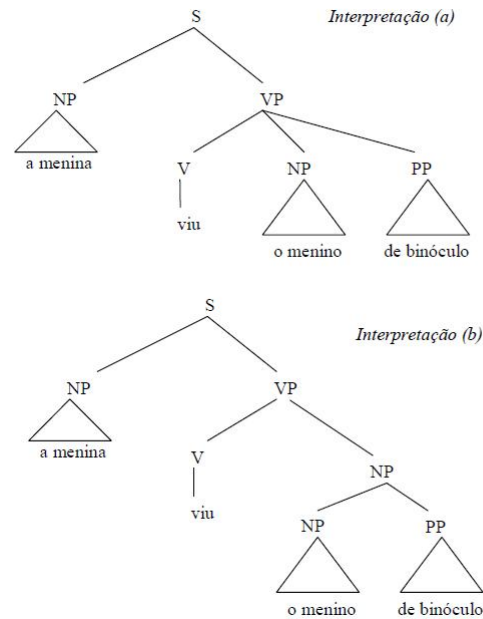 S Interpretação (a)
NP VP
a menina
V NP PP
viu
o menino de binóculo
S
Interpretação (b)
NP VP
a menina
V NP
viu
NP PP
o menino de binóculo